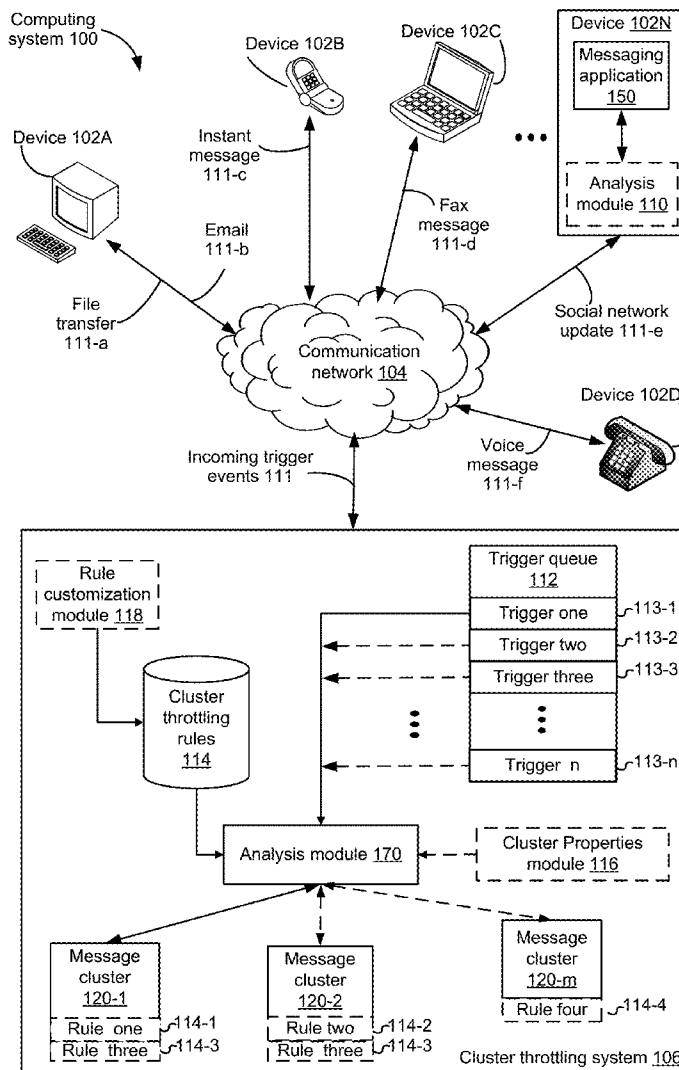 Computing
system 100
Device 102A
Device 102B
Device 102C
Device 102N
Messaging
application
150
Analysis
module 110
Instant
message
111-c
Email
111-b
File
transfer
111-a
Fax
message
111-d
Social network
update 111-e
Communication
network 104
Device 102D
Voice
message
111-f
Incoming trigger
events 111
Rule
customization
module 118
Cluster
throttling
rules
114
Trigger queue
112
Trigger one
113-1
Trigger two
113-2
Trigger three
113-3
Trigger n
113-n
Analysis module 170
Cluster Properties
module 116
Message
cluster
120-1
Rule one
114-1
Rule three
114-3
Message
cluster
120-2
Rule two
114-2
Rule three
114-3
Message
cluster
120-m
Rule four
114-4
Cluster throttling system 106